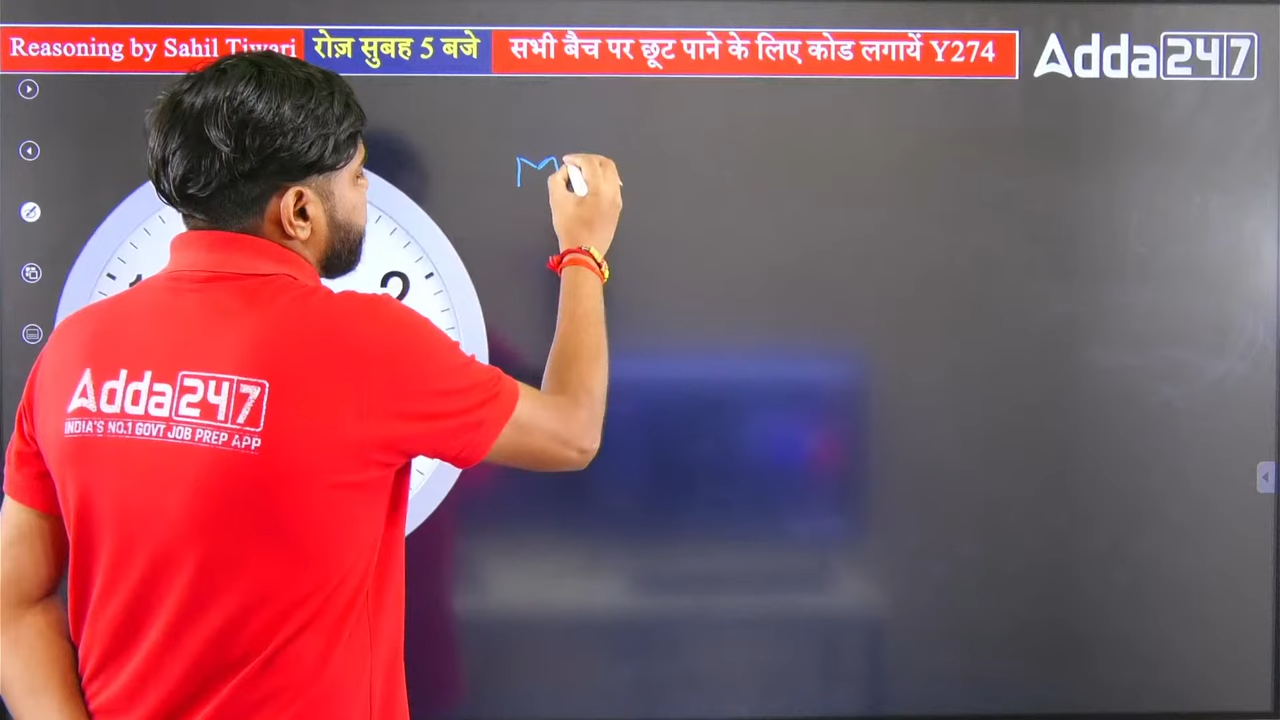 Reasoning by Sahil Tiwari रोज़ सुबह 5 बजे सभी बैच पर छूट पाने के लिए कोड लगायें Y274 Adda247
M
2
Adda247
INDIA'S NO.1 GOVT JOB PREP APP